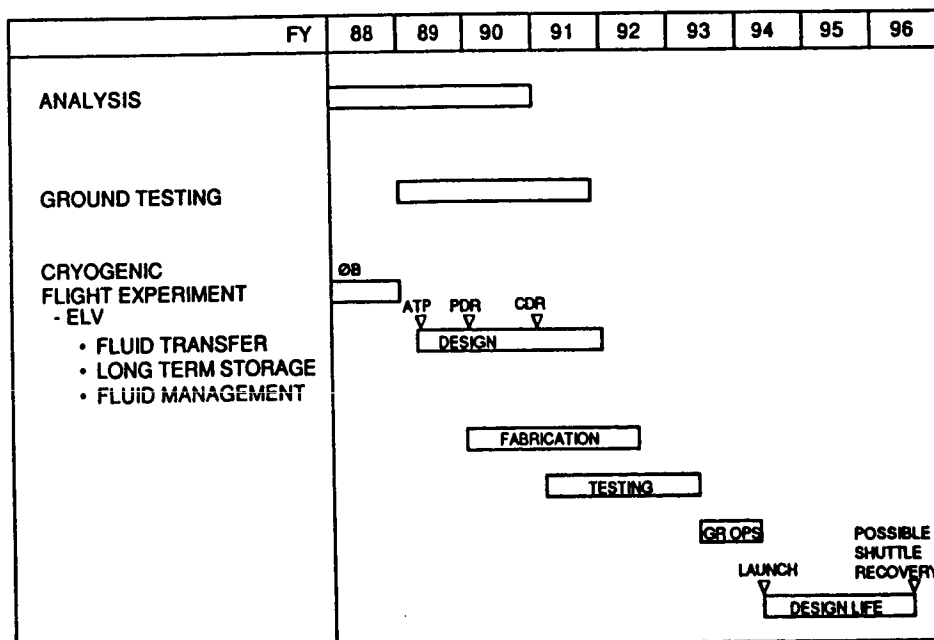 FY 88 89 90 91 92 93 94 95 96
ANALYSIS
GROUND TESTING
CRYOGENIC
FLIGHT EXPERIMENT
- ELV
• FLUID TRANSFER
• LONG TERM STORAGE
• FLUID MANAGEMENT
ØB
ATP PDR CDR
DESIGN
FABRICATION
TESTING
GR OPS
LAUNCH
POSSIBLE
SHUTTLE
RECOVERY
DESIGN LIFE